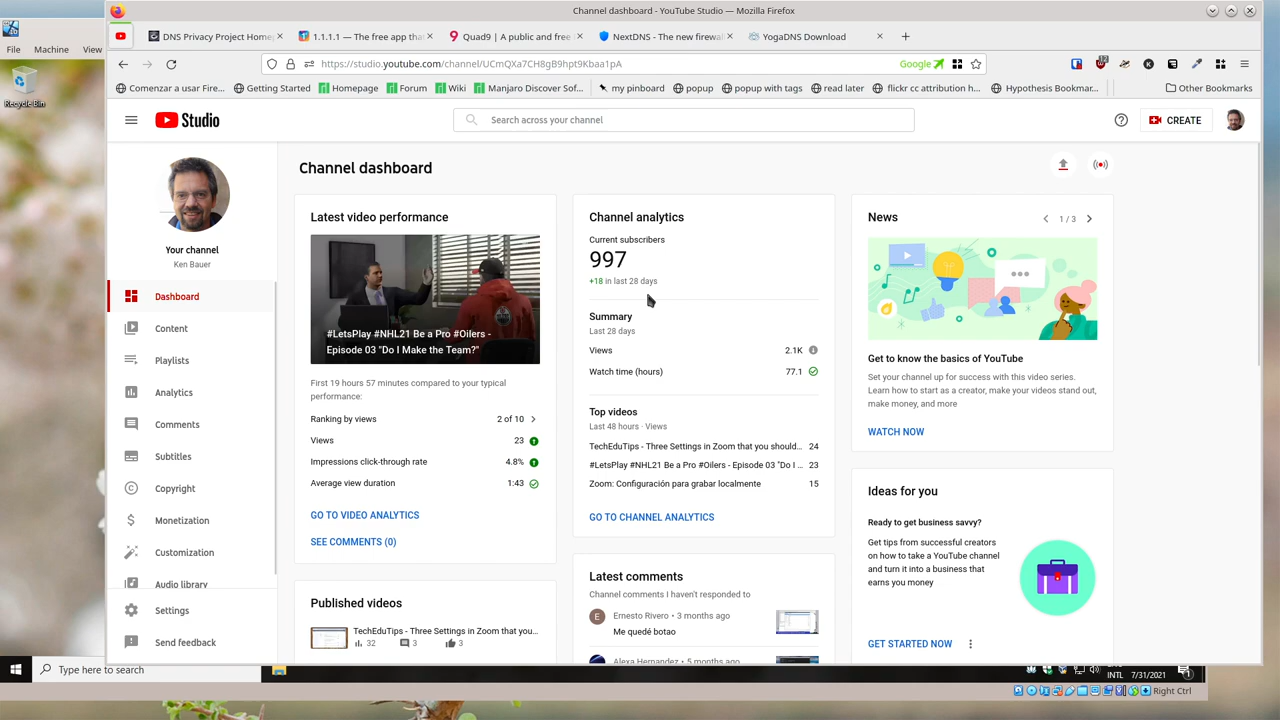 Channel dashboard - YouTube Studio — Mozilla Firefox
DNS Privacy Project Home
1.1.1.1 — The free app tha
Quad9 | A public and free
NextDNS - The new firewal
YogaDNS Download
File Machine View
https://studio.youtube.com/channel/UCmQXa7CH8gB9hpt9Kbaa1pA
Google
Comenzar a usar Fire...
Getting Started
Homepage
Forum
Wiki
Manjaro Discover Sof...
my pinboard
popup
popup with tags
read later
flickr cc attribution h...
Hypothesis Bookmar...
Other Bookmarks
Recycle Bin
Studio
Search across your channel
CREATE
Your channel
Ken Bauer
Dashboard
Content
Playlists
Analytics
Comments
Subtitles
Copyright
Monetization
Customization
Audio library
Settings
Send feedback
Channel dashboard
Latest video performance
#LetsPlay #NHL21 Be a Pro #Oilers -
Episode 03 "Do I Make the Team?"
First 19 hours 57 minutes compared to your typical
performance:
Ranking by views 2 of 10
Views 23
Impressions click-through rate 4.8%
Average view duration 1:43
GO TO VIDEO ANALYTICS
SEE COMMENTS (0)
Published videos
TechEduTips - Three Settings in Zoom that you...
32 3 3
Channel analytics
Current subscribers
997
+18 in last 28 days
Summary
Last 28 days
Views 2.1K
Watch time (hours) 77.1
Top videos
Last 48 hours · Views
TechEduTips - Three Settings in Zoom that you should... 24
#LetsPlay #NHL21 Be a Pro #Oilers - Episode 03 "Do I ... 23
Zoom: Configuración para grabar localmente 15
GO TO CHANNEL ANALYTICS
Latest comments
Channel comments I haven't responded to
E
Ernesto Rivero • 3 months ago
Me quedé botao
Alexa Hernandez • 5 months ago
News
1 / 3
Get to know the basics of YouTube
Set your channel up for success with this video series.
Learn how to start as a creator, make your videos stand out,
make money, and more
WATCH NOW
Ideas for you
Ready to get business savvy?
Get tips from successful creators
on how to take a YouTube channel
and turn it into a business that
earns you money
GET STARTED NOW
Type here to search
INTL 7/31/2021
Right Ctrl